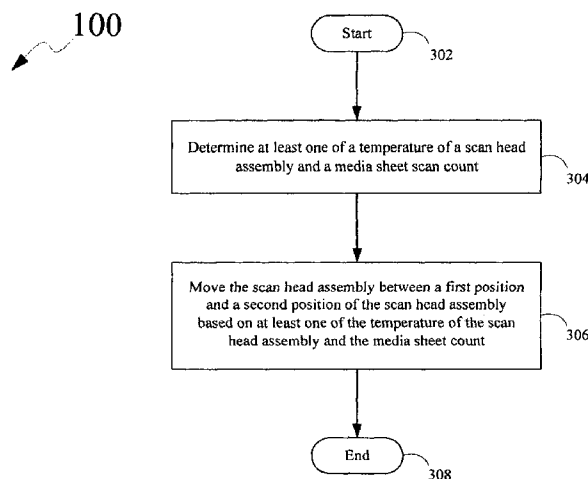 100
Start
302
Determine at least one of a temperature of a scan head
assembly and a media sheet scan count
304
Move the scan head assembly between a first position
and a second position of the scan head assembly
based on at least one of the temperature of the scan
head assembly and the media sheet count
306
End
308